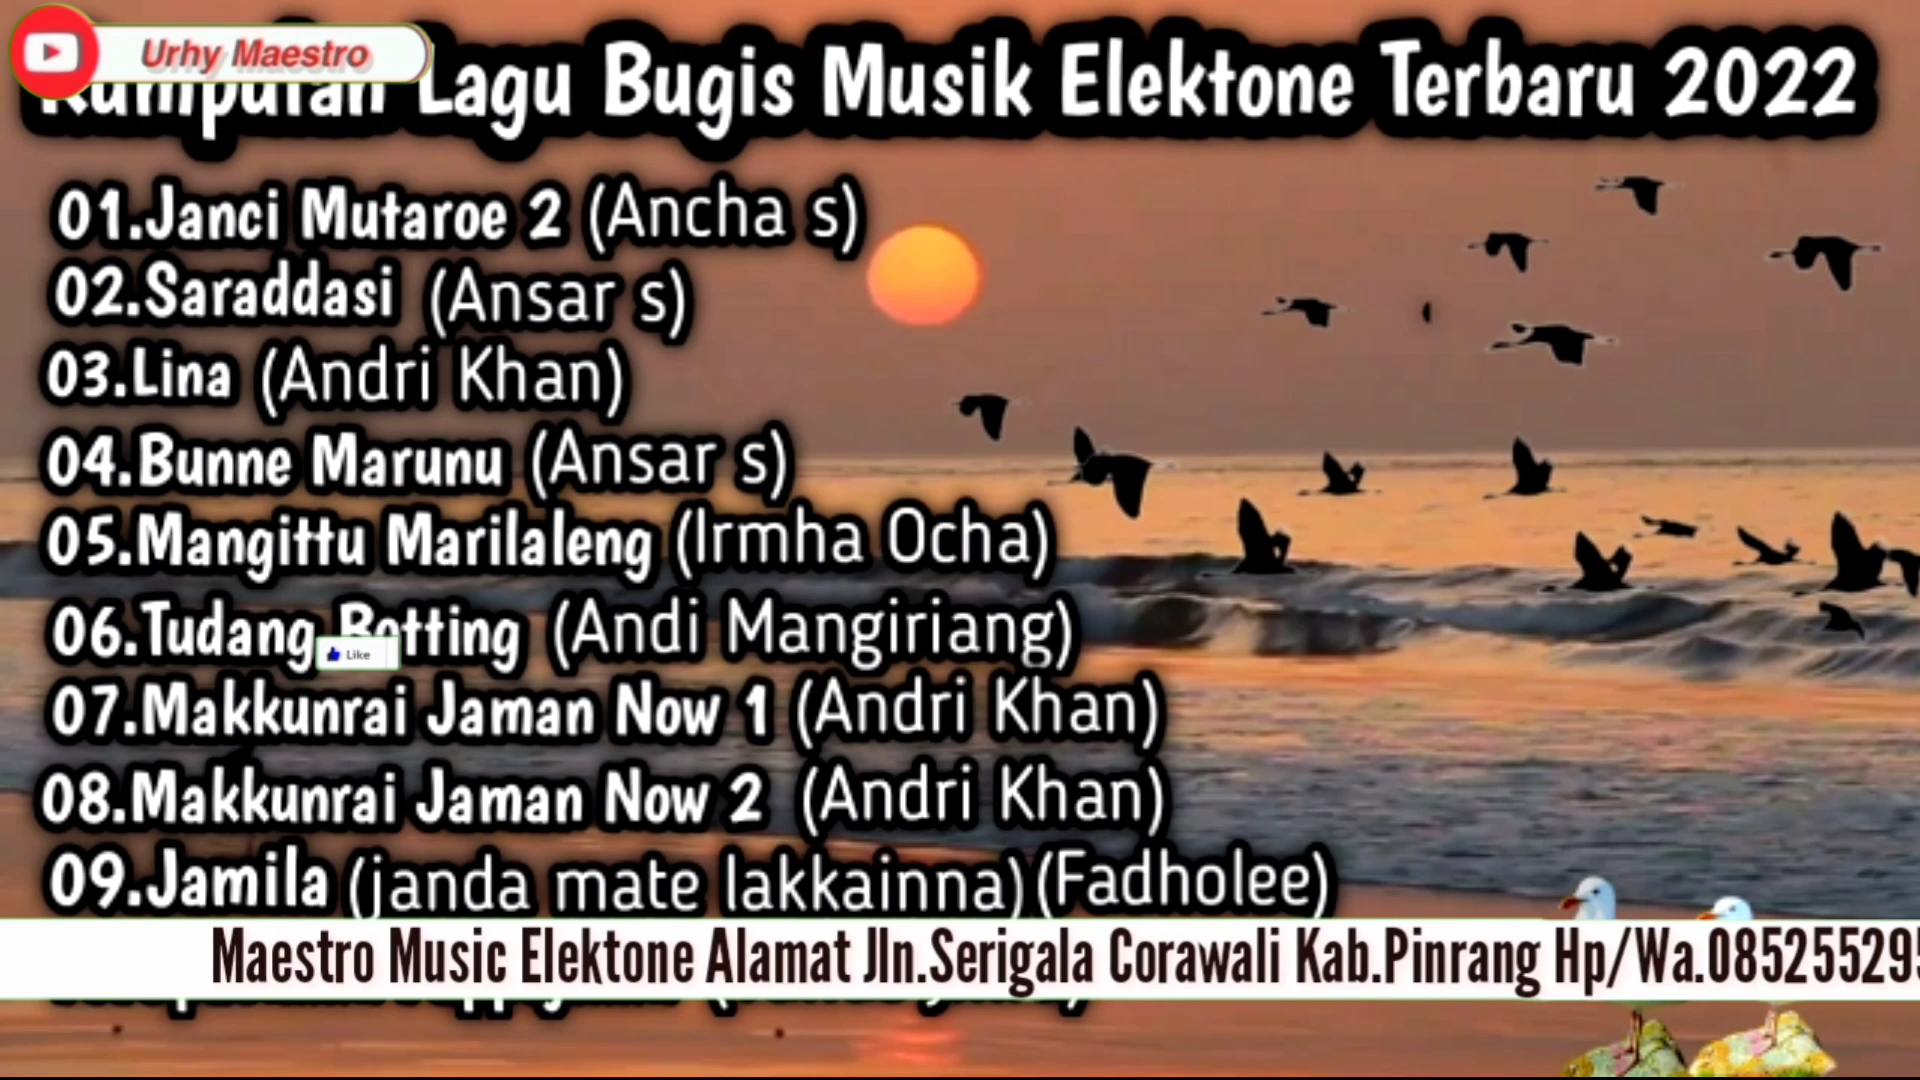 Urhy Maestro
Lagu Bugis Musik Elektone Terbaru 2022
01.Janci Mutaroe 2 (Ancha s)
02.Saraddasi (Ansar s)
03.Lina (Andri Khan)
04.Bunne Marunu (Ansar s)
05.Mangittu Marilaleng (Irmha Ocha)
06.Tudang Botting (Andi Mangiriang)
Like
07.Makkunrai Jaman Now 1 (Andri Khan)
08.Makkunrai Jaman Now 2 (Andri Khan)
09.Jamila (janda mate lakkainna) (Fadholee)
Maestro Music Elektone Alamat Jln.Serigala Corawali Kab.Pinrang Hp/Wa.08525529